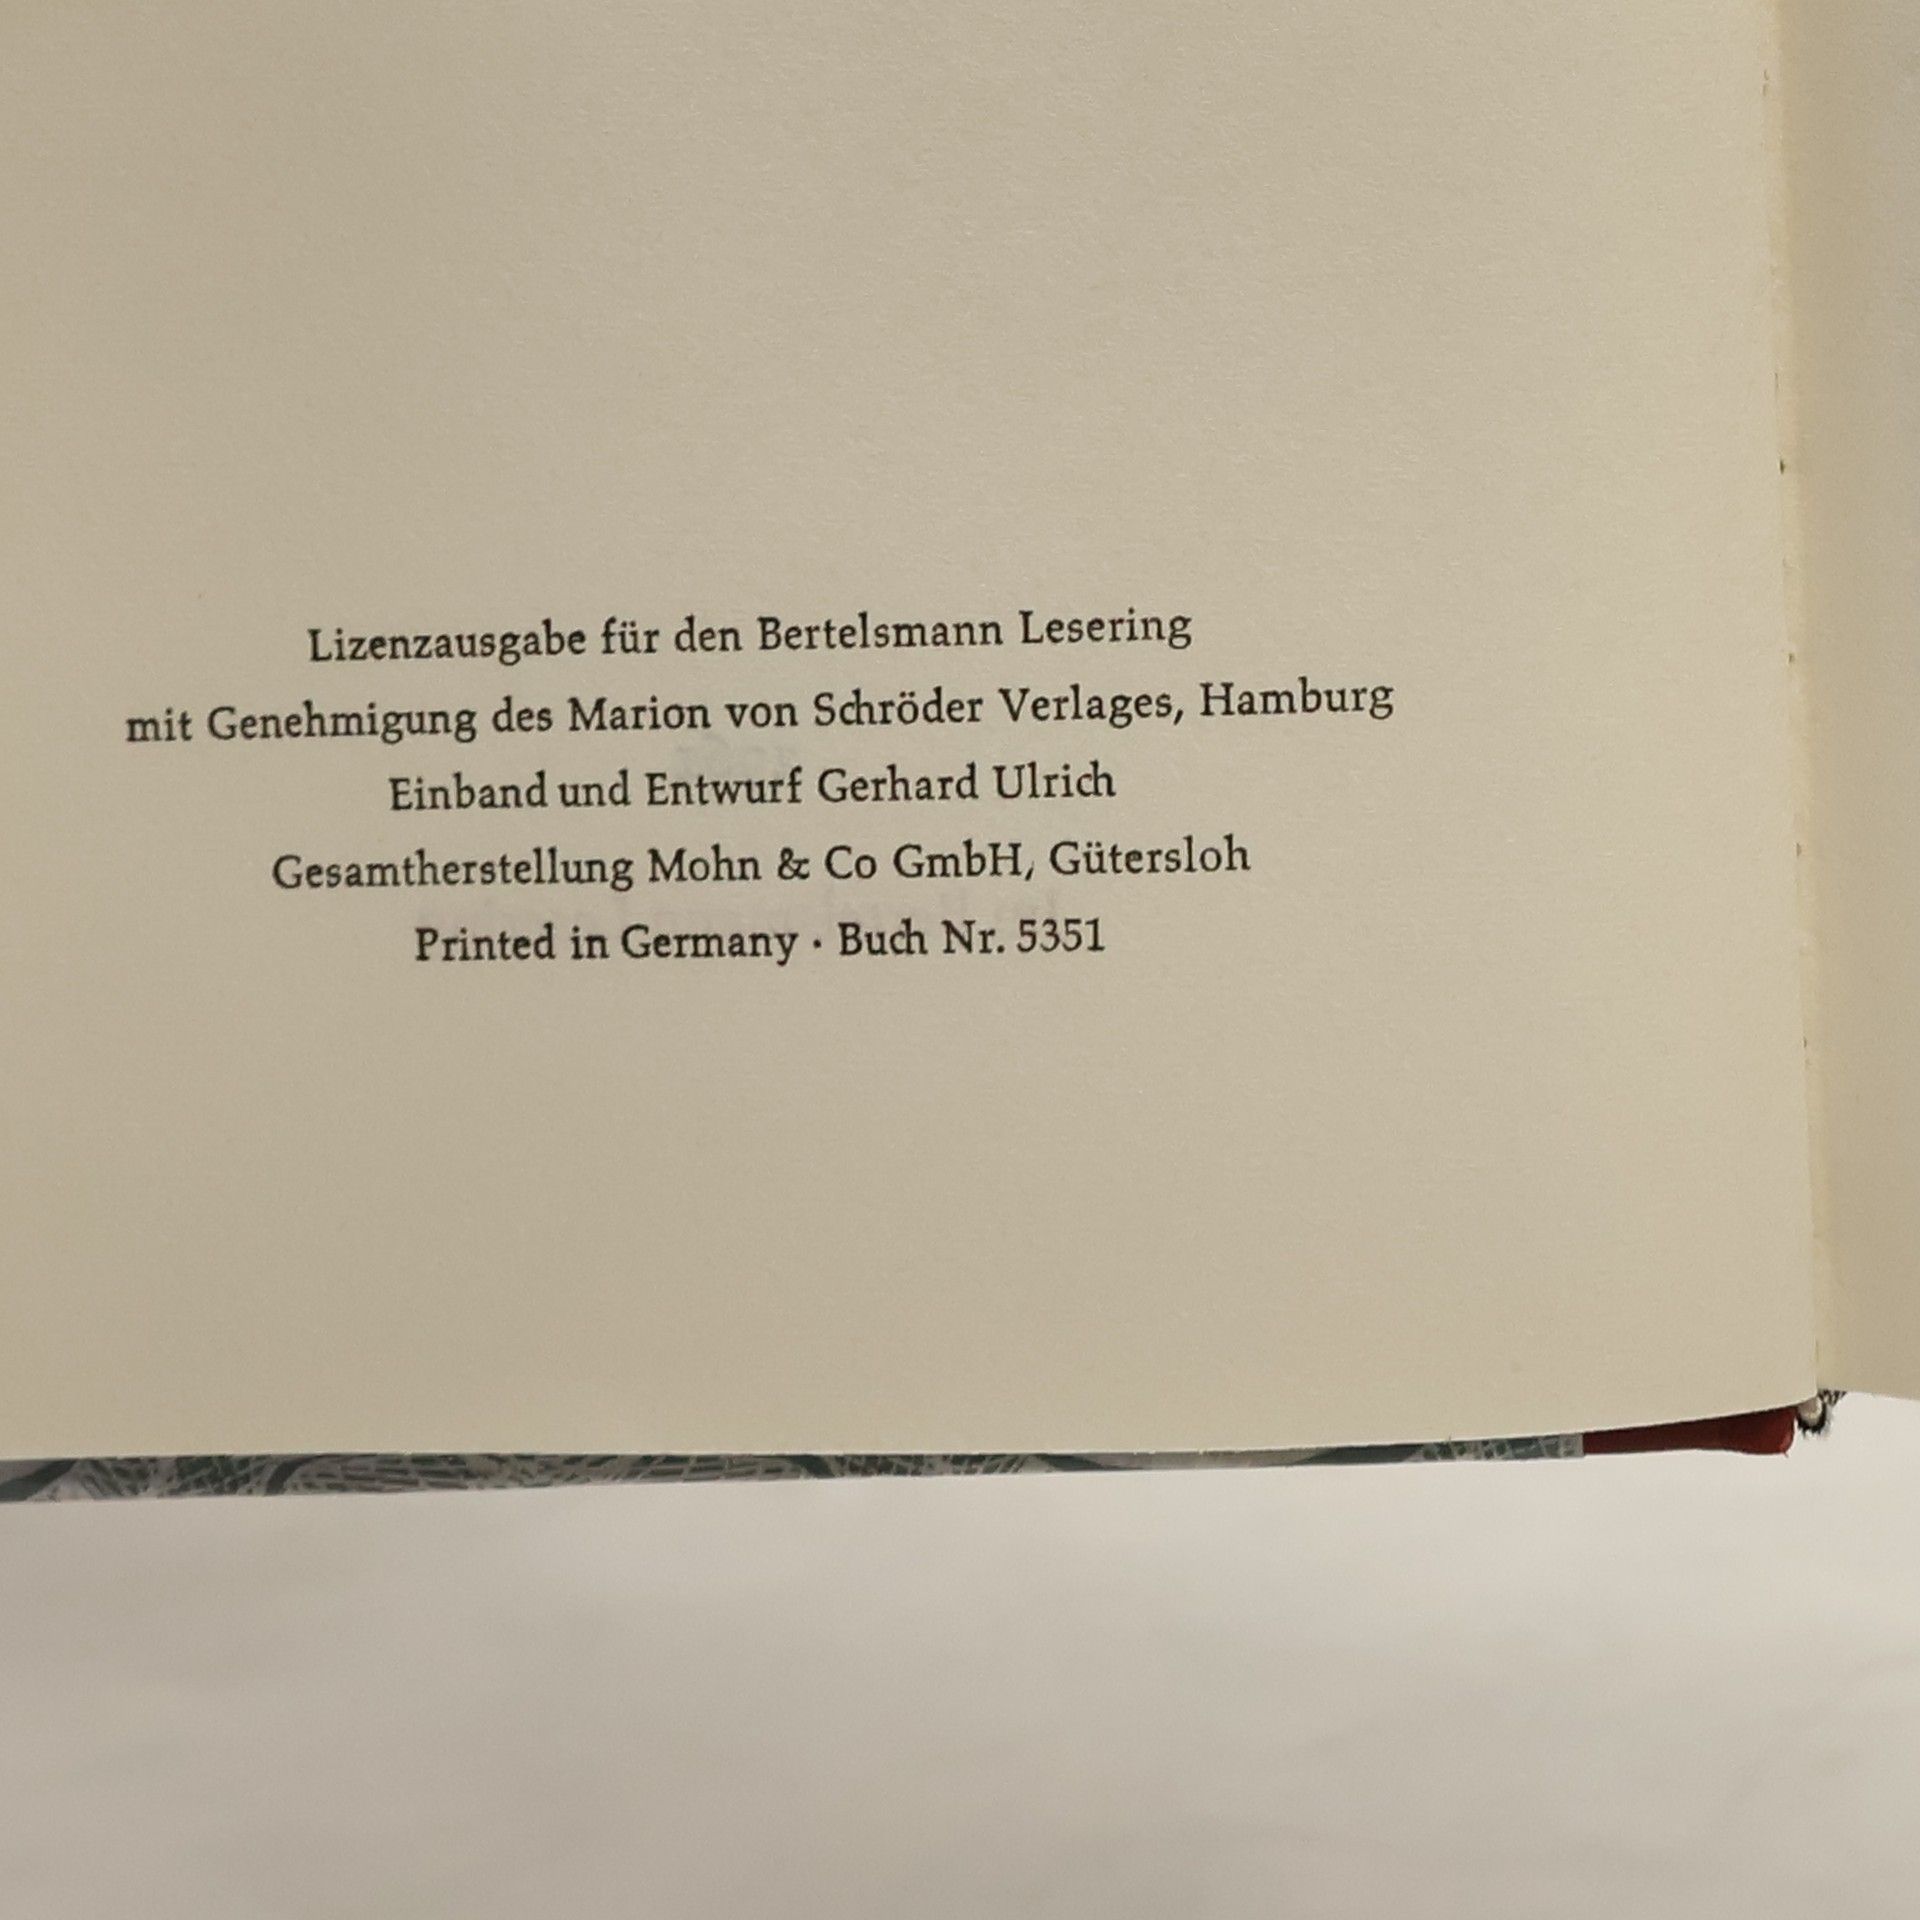 Lizenzausgabe für den Bertelsmann Lesering
mit Genehmigung des Marion von Schröder Verlages, Hamburg
Einband und Entwurf Gerhard Ulrich
Gesamtherstellung Mohn & Co GmbH, Gütersloh
Printed in Germany · Buch Nr. 5351